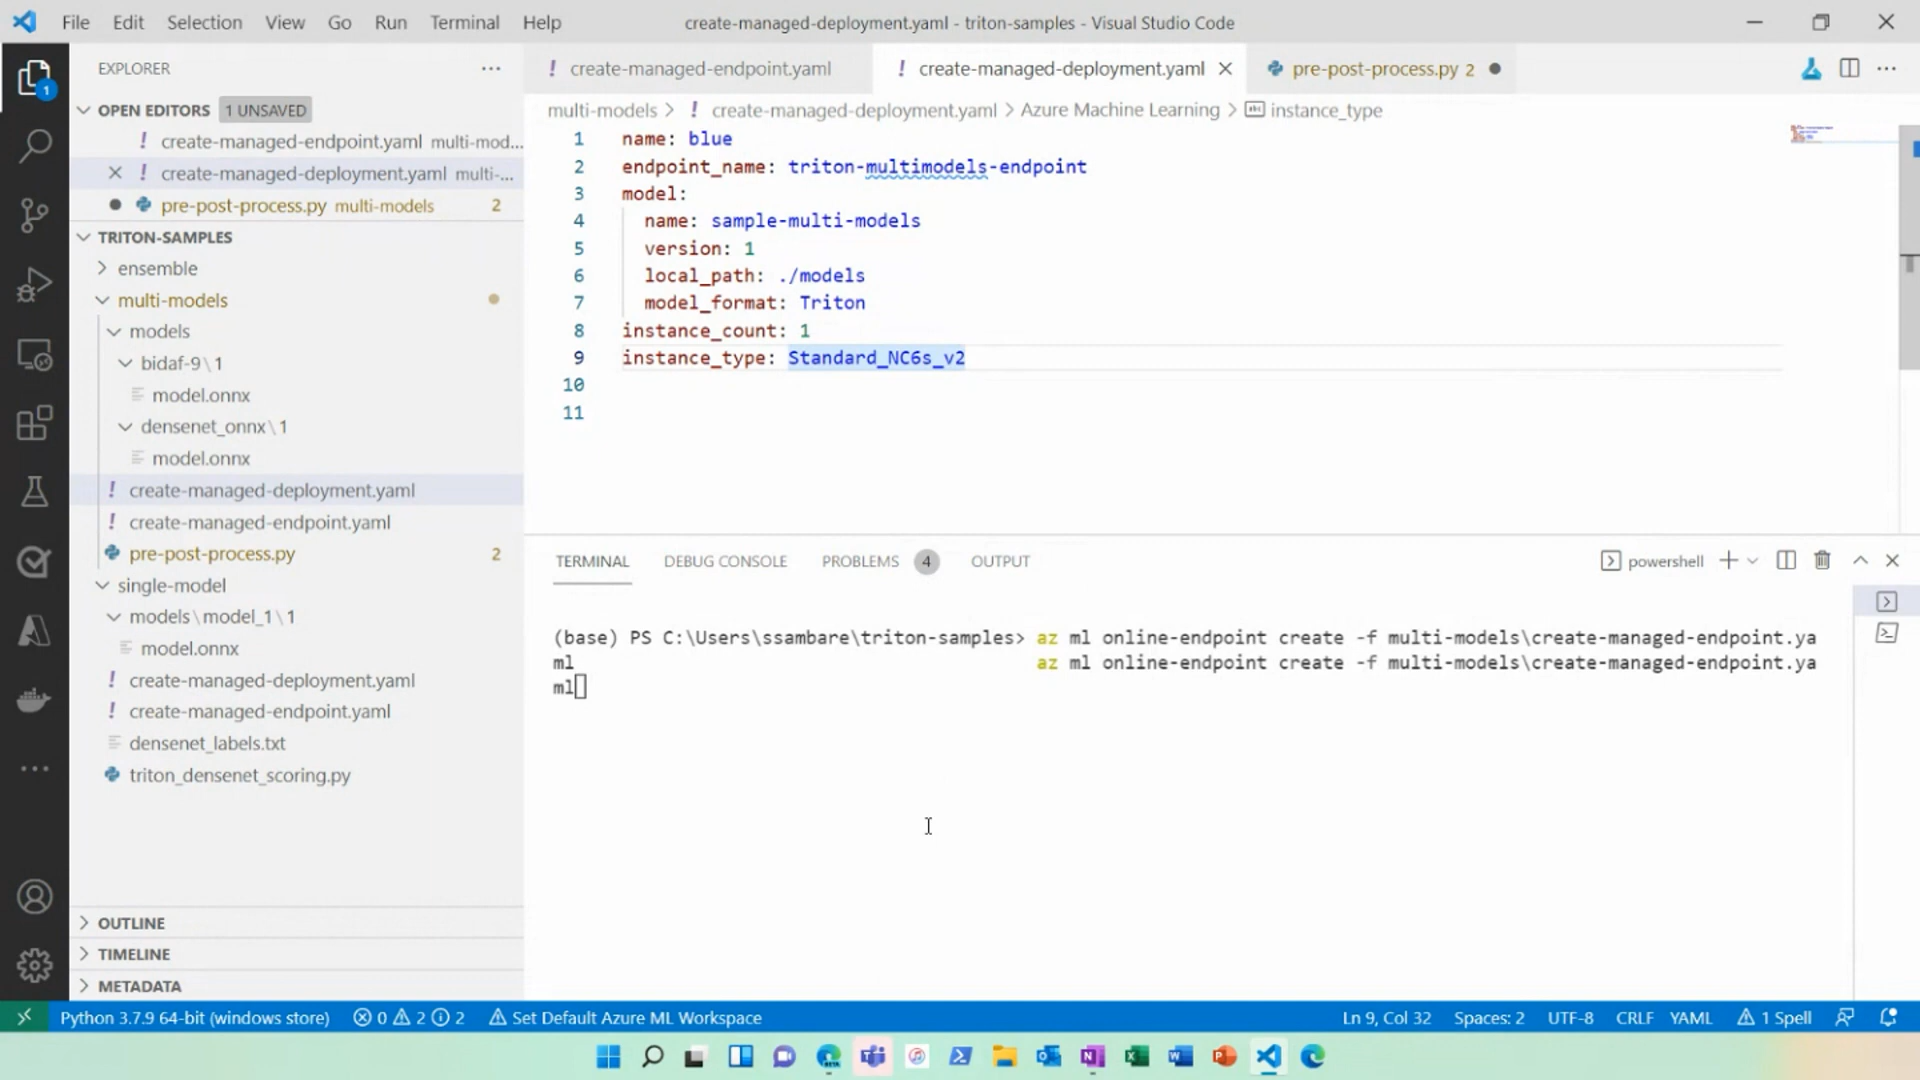 File Edit Selection View Go Run Terminal Help
create-managed-deployment.yaml - triton-samples - Visual Studio Code
EXPLORER
1
OPEN EDITORS 1 UNSAVED
create-managed-endpoint.yaml multi-mod...
create-managed-deployment.yaml multi-...
pre-post-process.py multi-models 2
TRITON-SAMPLES
ensemble
multi-models
models
bidaf-9\1
model.onnx
densenet_onnx\1
model.onnx
create-managed-deployment.yaml
create-managed-endpoint.yaml
pre-post-process.py 2
single-model
models\model_1\1
model.onnx
create-managed-deployment.yaml
create-managed-endpoint.yaml
densenet_labels.txt
triton_densenet_scoring.py
OUTLINE
TIMELINE
METADATA
! create-managed-endpoint.yaml ! create-managed-deployment.yaml pre-post-process.py 2
multi-models > ! create-managed-deployment.yaml > Azure Machine Learning > instance_type
1 name: blue
2 endpoint_name: triton-multimodels-endpoint
3 model:
4 name: sample-multi-models
5 version: 1
6 local_path: ./models
7 model_format: Triton
8 instance_count: 1
9 instance_type: Standard_NC6s_v2
10
11
TERMINAL DEBUG CONSOLE PROBLEMS 4 OUTPUT powershell
(base) PS C:\Users\ssambare\triton-samples> az ml online-endpoint create -f multi-models\create-managed-endpoint.ya
ml az ml online-endpoint create -f multi-models\create-managed-endpoint.ya
ml
Python 3.7.9 64-bit (windows store) 0 2 2 Set Default Azure ML Workspace Ln 9, Col 32 Spaces: 2 UTF-8 CRLF YAML 1 Spell